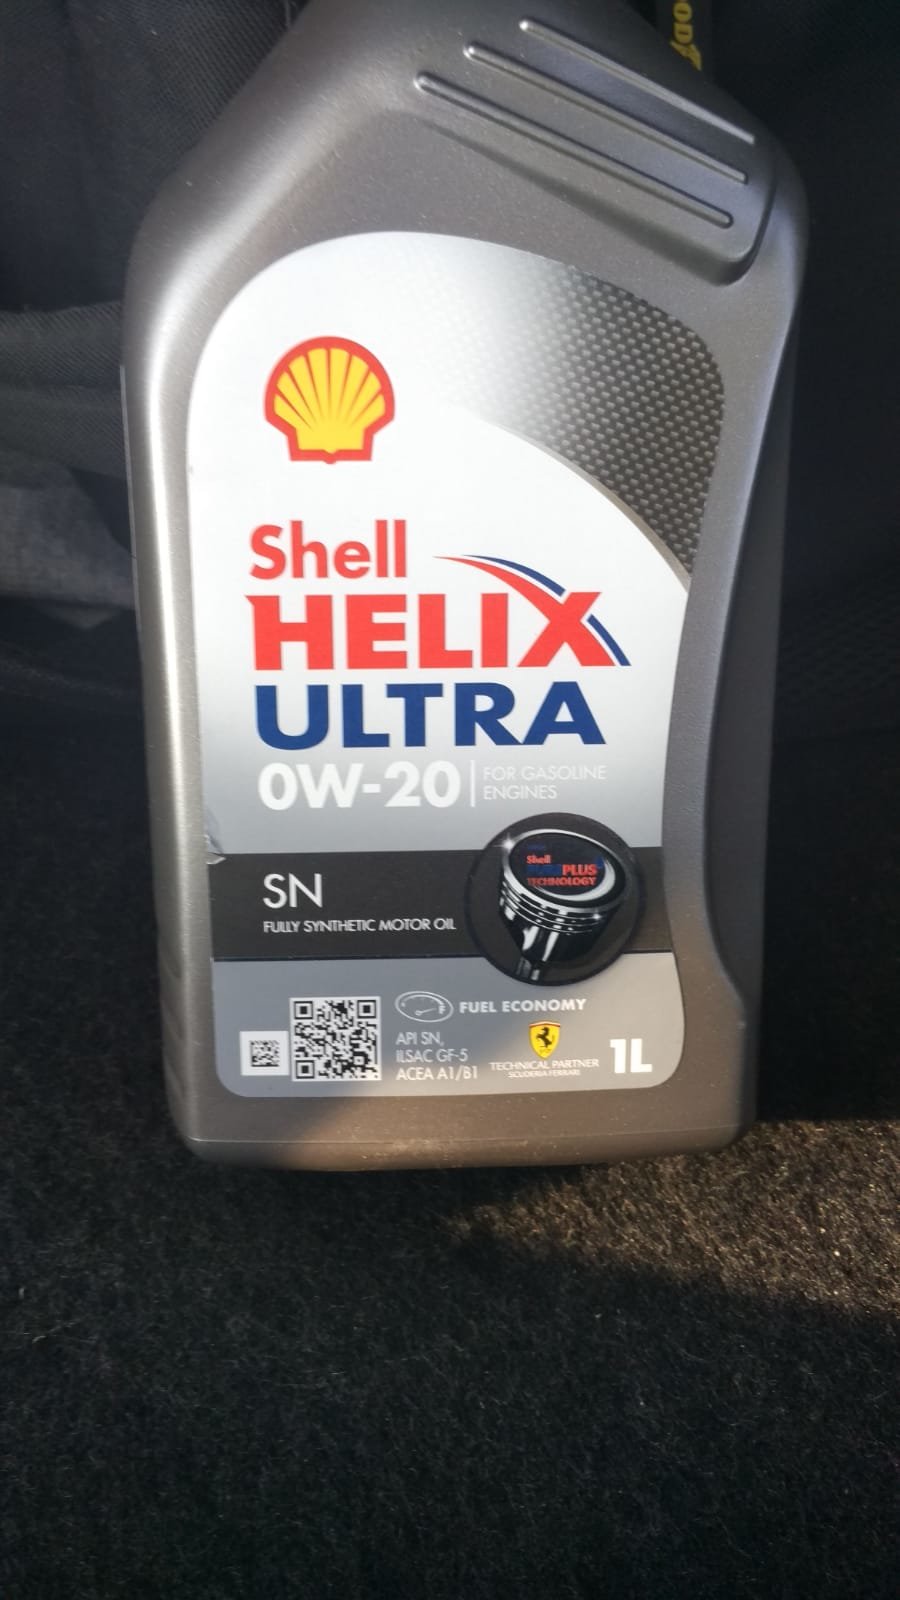 Shell
HELIX
ULTRA
0W-20
FOR GASOLINE
ENGINES
SN
FULLY SYNTHETIC MOTOR OIL
Shell
PLUS
TECHNOLOGY
FUEL ECONOMY
API SN,
ILSAC GF-5
ACEA A1/B1
TECHNICAL PARTNER
SCUDERIA FERRARI
1L